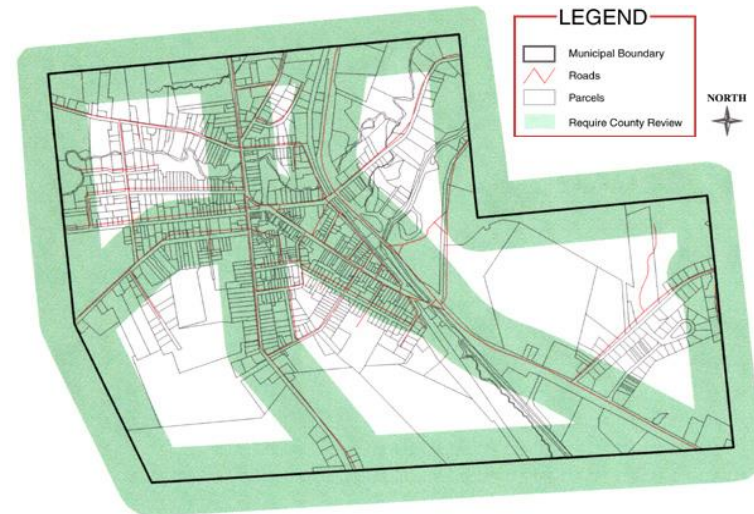 LEGEND
Municipal Boundary
Roads
Parcels
Require County Review
NORTH